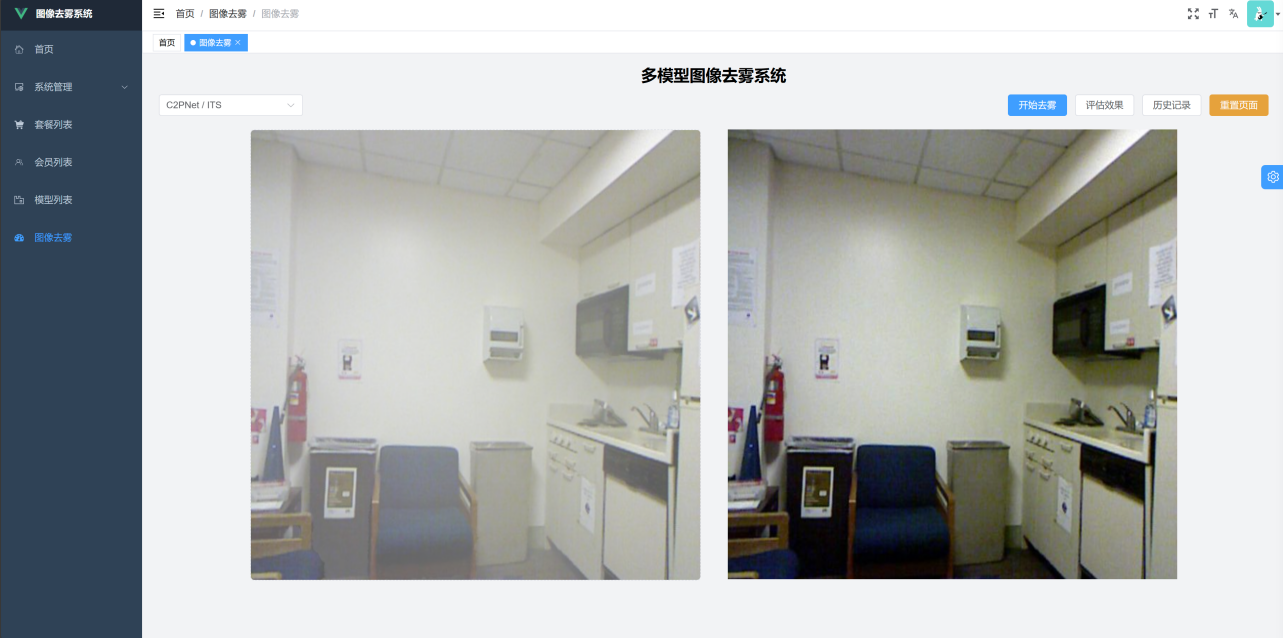 图像去雾系统
首页 / 图像去雾 / 图像去雾
首页
系统管理
套餐列表
会员列表
模型列表
图像去雾
首页
图像去雾 ×
多模型图像去雾系统
C2PNet / ITS
开始去雾
评估效果
历史记录
重置页面